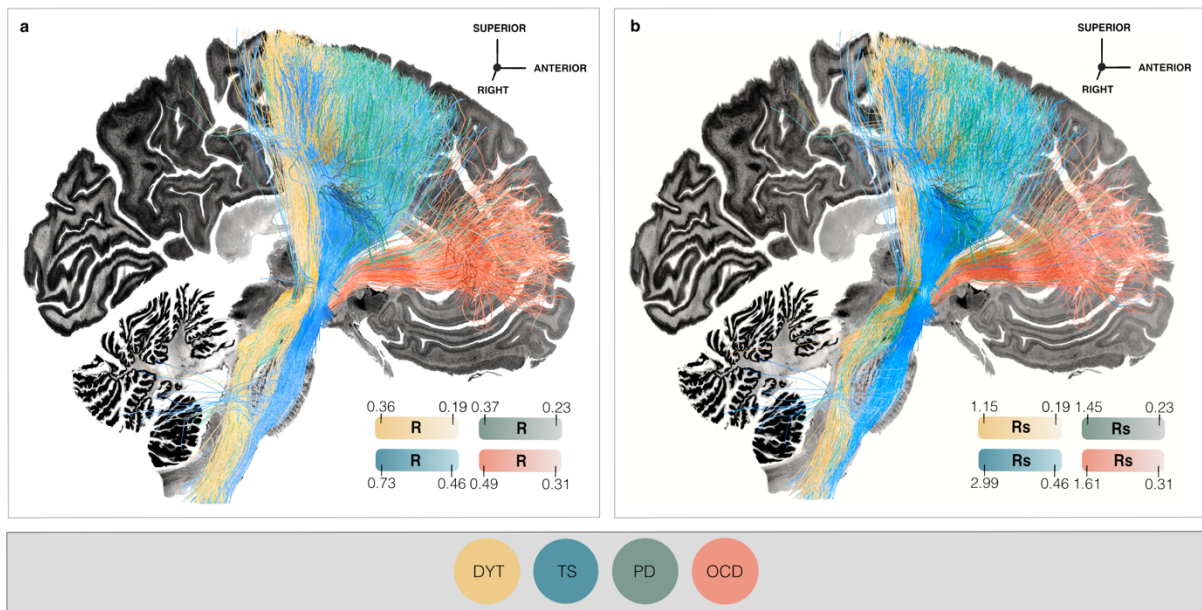 a
SUPERIOR
ANTERIOR
RIGHT
0.36 0.19 0.37 0.23
R R
R R
0.73 0.46 0.49 0.31
b
SUPERIOR
ANTERIOR
RIGHT
1.15 0.19 1.45 0.23
Rs Rs
Rs Rs
2.99 0.46 1.61 0.31
DYT TS PD OCD